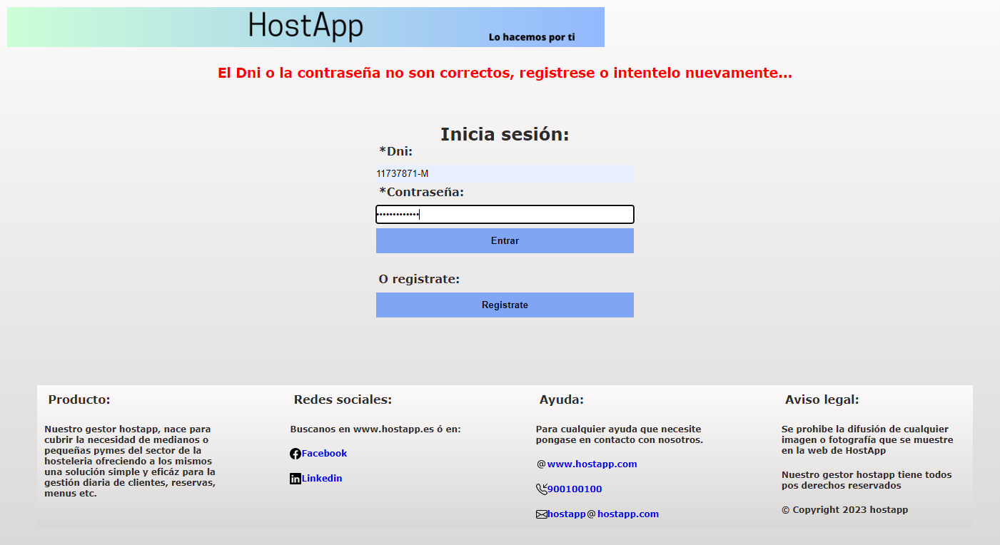 HostApp
Lo hacemos por ti
El Dni o la contraseña no son correctos, registrese o intentelo nuevamente...
Inicia sesión:
*Dni:
11737871-M
*Contraseña:
•••••••••••••
Entrar
O registrate:
Registrate
Producto:
Nuestro gestor hostapp, nace para
cubrir la necesidad de medianos o
pequeñas pymes del sector de la
hosteleria ofreciendo a los mismos
una solución simple y eficáz para la
gestión diaria de clientes, reservas,
menus etc.
Redes sociales:
Buscanos en www.hostapp.es ó en:
Facebook
Linkedin
Ayuda:
Para cualquier ayuda que necesite
pongase en contacto con nosotros.
@www.hostapp.com
900100100
hostapp@hostapp.com
Aviso legal:
Se prohibe la difusión de cualquier
imagen o fotografía que se muestre
en la web de HostApp
Nuestro gestor hostapp tiene todos
pos derechos reservados
© Copyright 2023 hostapp